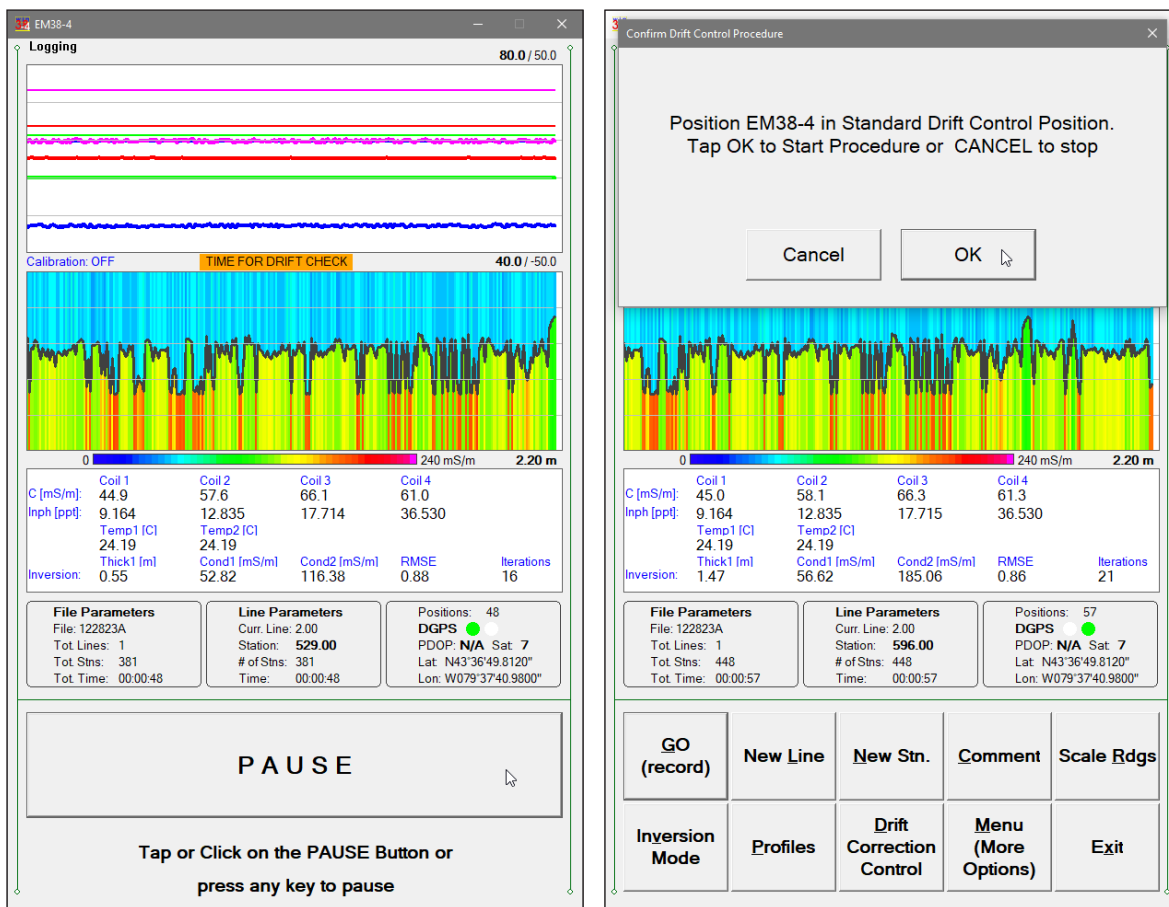 EM38-4
Logging
80.0 / 50.0
Calibration: OFF
TIME FOR DRIFT CHECK
40.0 / -50.0
0
240 mS/m
2.20 m
Coil 1 Coil 2 Coil 3 Coil 4
C [mS/m]: 44.9 57.6 66.1 61.0
Inph [ppt]: 9.164 12.835 17.714 36.530
Temp1 [C] Temp2 [C]
24.19 24.19
Thick1 [m] Cond1 [mS/m] Cond2 [mS/m] RMSE Iterations
Inversion: 0.55 52.82 116.38 0.88 16
File Parameters
File: 122823A
Tot. Lines: 1
Tot. Stns: 381
Tot. Time: 00:00:48
Line Parameters
Curr. Line: 2.00
Station: 529.00
# of Stns: 381
Time: 00:00:48
Positions: 48
DGPS
PDOP: N/A Sat: 7
Lat: N43°36'49.8120"
Lon: W079°37'40.9800"
PAUSE
Tap or Click on the PAUSE Button or
press any key to pause
Confirm Drift Control Procedure
Position EM38-4 in Standard Drift Control Position.
Tap OK to Start Procedure or CANCEL to stop
Cancel
OK
0
240 mS/m
2.20 m
Coil 1 Coil 2 Coil 3 Coil 4
C [mS/m]: 45.0 58.1 66.3 61.3
Inph [ppt]: 9.164 12.835 17.715 36.530
Temp1 [C] Temp2 [C]
24.19 24.19
Thick1 [m] Cond1 [mS/m] Cond2 [mS/m] RMSE Iterations
Inversion: 1.47 56.62 185.06 0.86 21
File Parameters
File: 122823A
Tot. Lines: 1
Tot. Stns: 448
Tot. Time: 00:00:57
Line Parameters
Curr. Line: 2.00
Station: 596.00
# of Stns: 448
Time: 00:00:57
Positions: 57
DGPS
PDOP: N/A Sat: 7
Lat: N43°36'49.8120"
Lon: W079°37'40.9800"
GO
(record)
New Line
New Stn.
Comment
Scale Rdgs
Inversion
Mode
Profiles
Drift
Correction
Control
Menu
(More
Options)
Exit